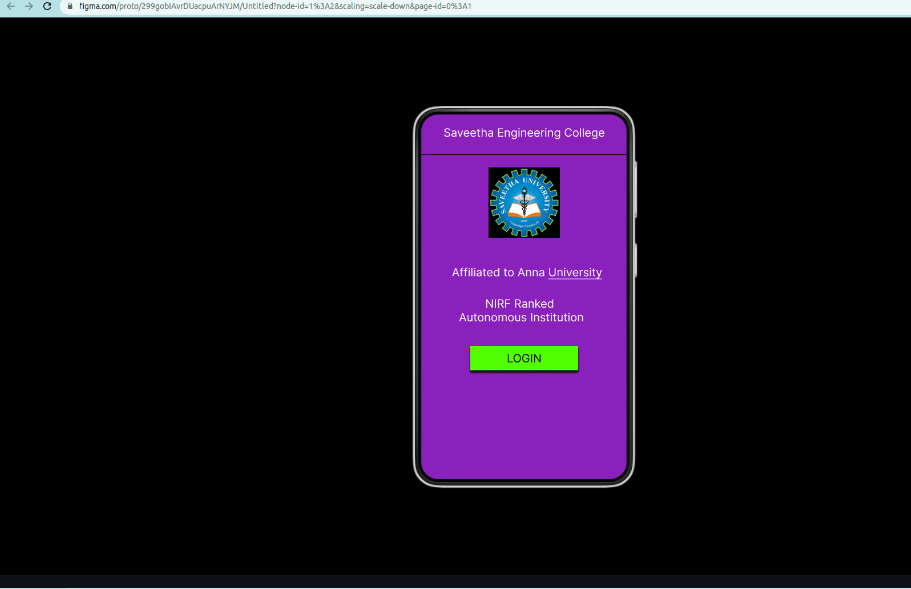 figma.com/proto/299gobIAvrDUacpuArNYJM/Untitled?node-id=1%3A2&scaling=scale-down&page-id=0%3A1
Saveetha Engineering College
SAVEETHA UNIVERSITY
Affiliated to Anna University
NIRF Ranked
Autonomous Institution
LOGIN